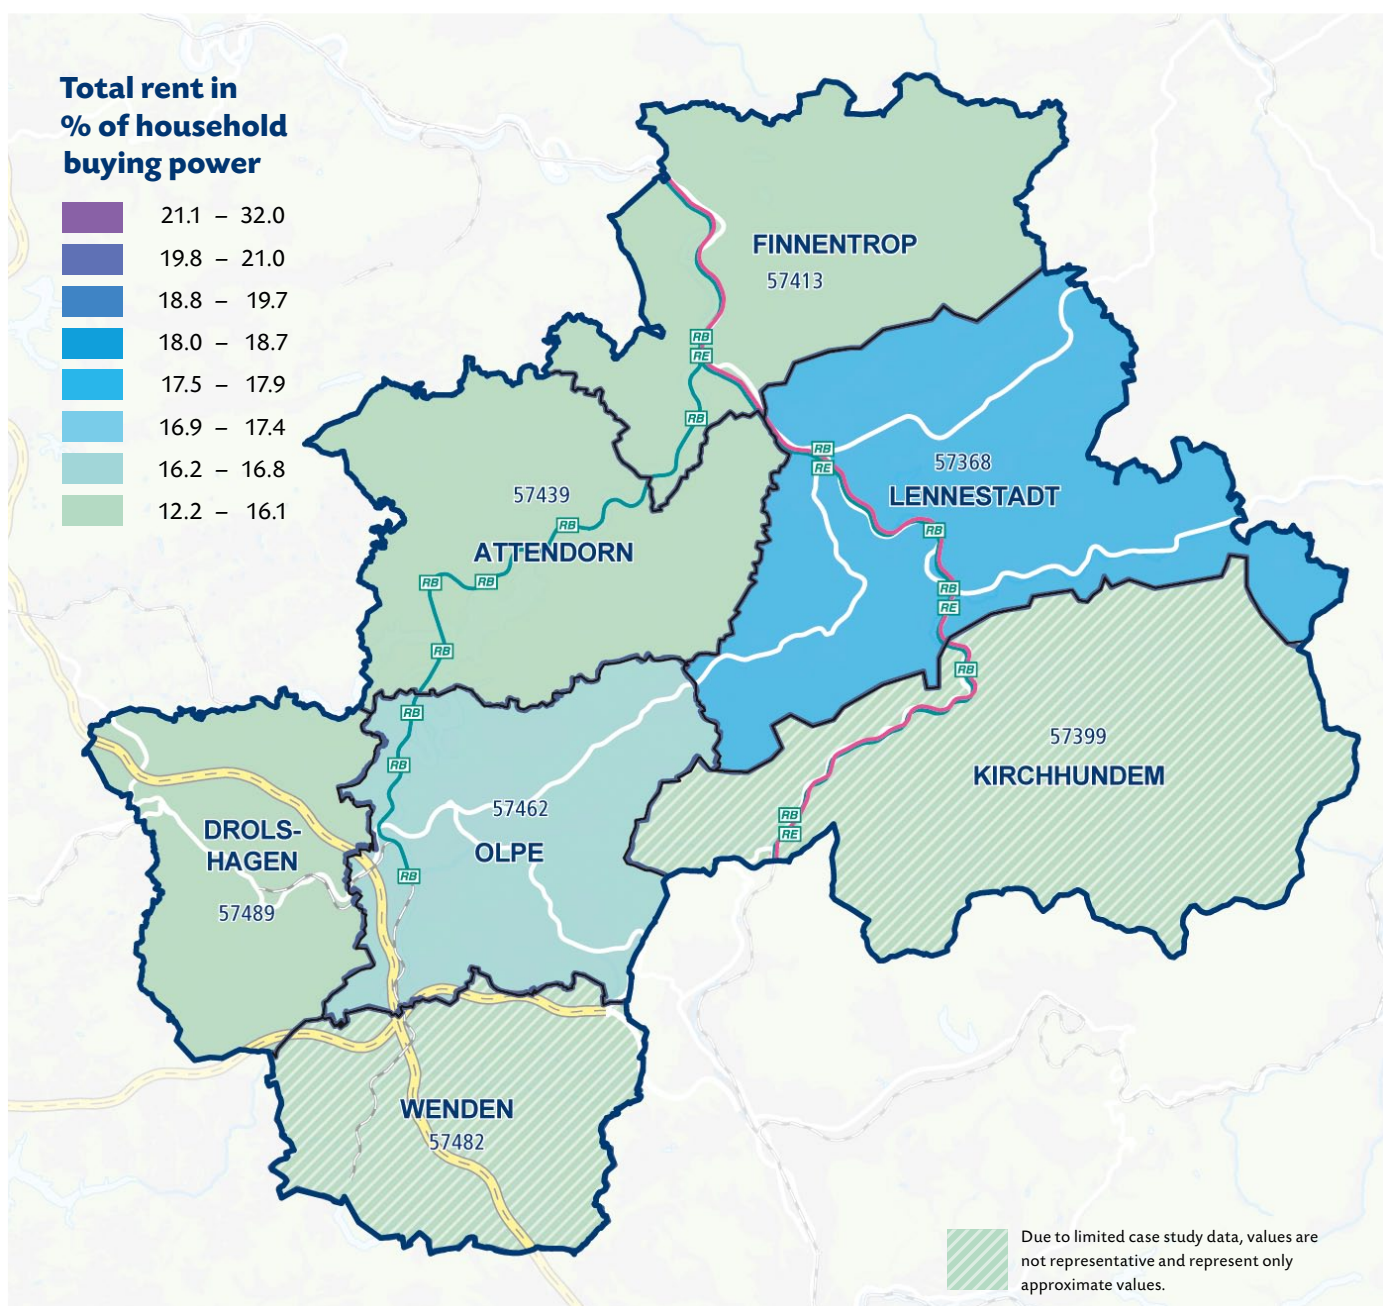 Total rent in
% of household
buying power
21.1 – 32.0
19.8 – 21.0
18.8 – 19.7
18.0 – 18.7
17.5 – 17.9
16.9 – 17.4
16.2 – 16.8
12.2 – 16.1
FINNENTROP
57413
RB
RE
RB
RB
RE
57368
LENNESTADT
57439
RB
RB
ATTENDORN
RB
RB
RB
RE
RB
RB
RB
57399
KIRCHHUNDEM
RB
RB
57462
OLPE
RB
RE
DROLS-
HAGEN
57489
RB
WENDEN
57482
Due to limited case study data, values are
not representative and represent only
approximate values.